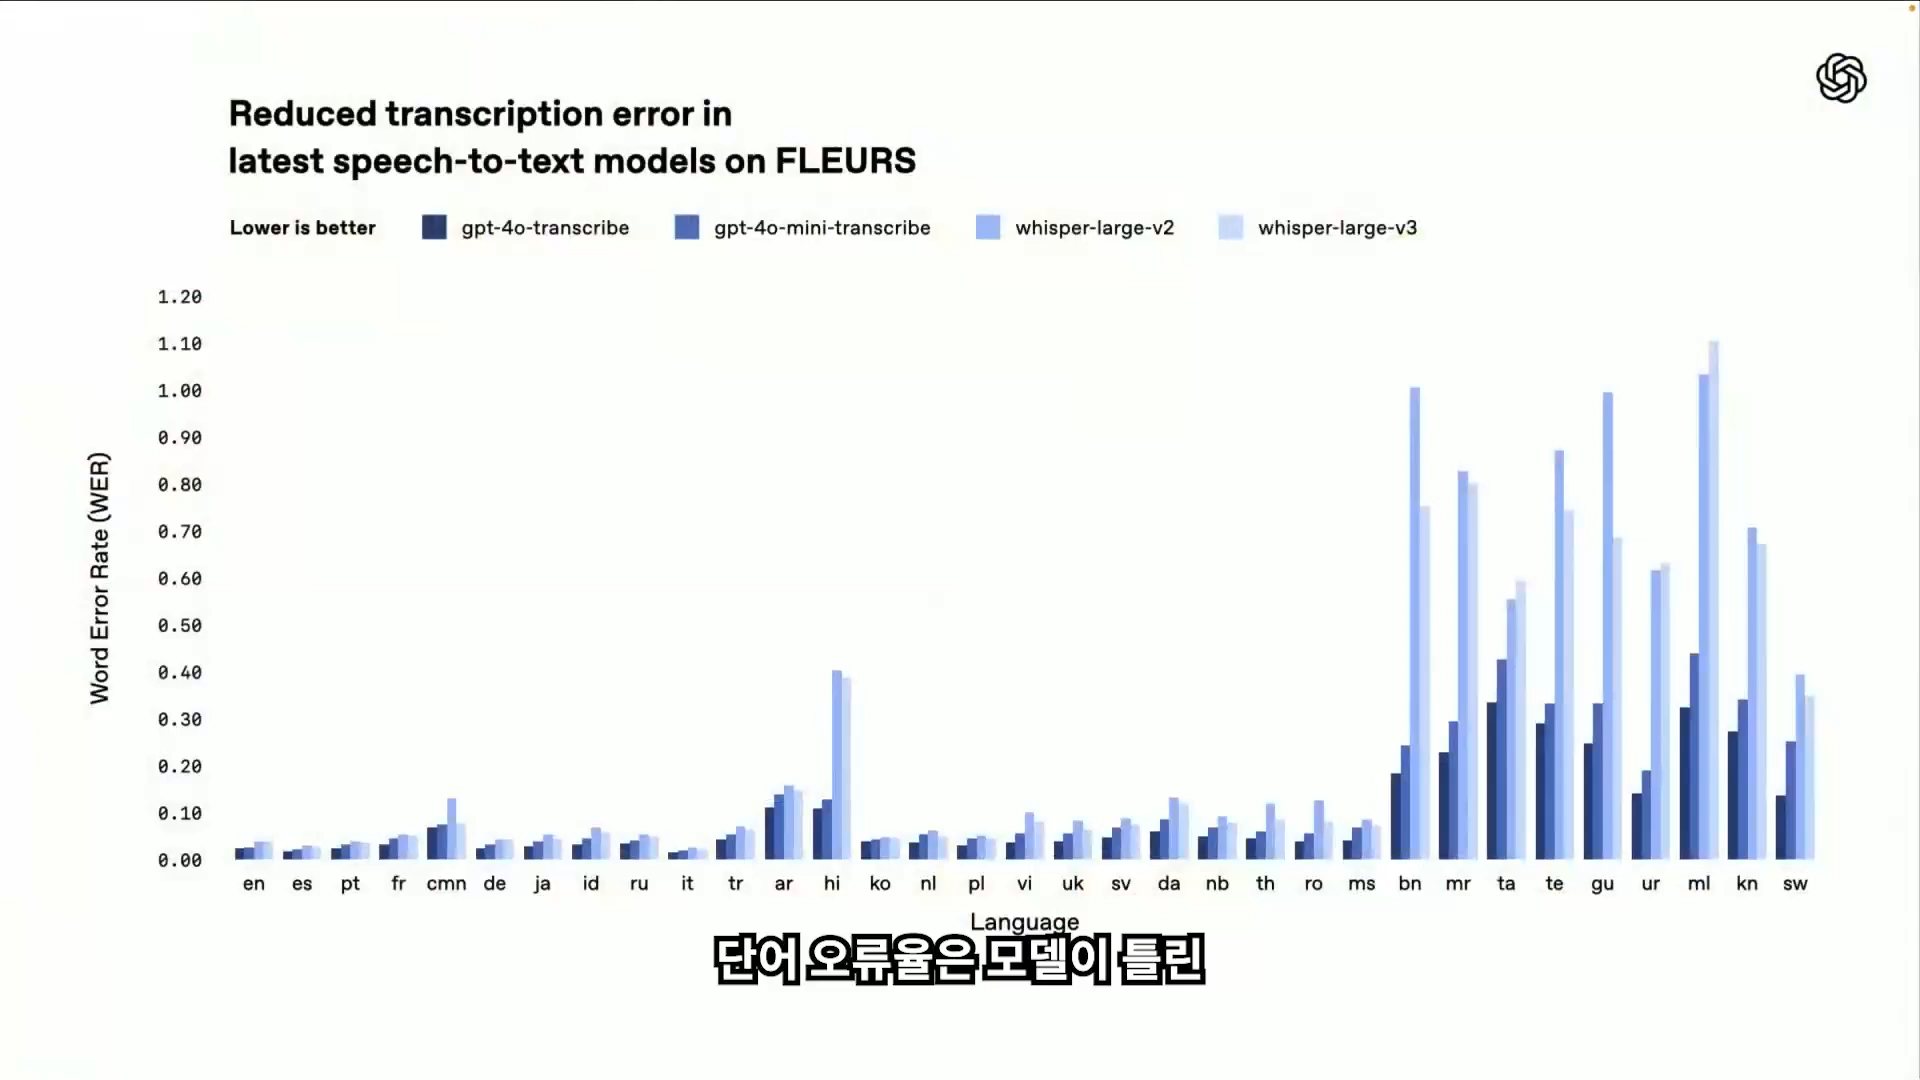 Reduced transcription error in
latest speech-to-text models on FLEURS
Lower is better gpt-4o-transcribe gpt-4o-mini-transcribe whisper-large-v2 whisper-large-v3
Word Error Rate (WER)
1.20
1.10
1.00
0.90
0.80
0.70
0.60
0.50
0.40
0.30
0.20
0.10
0.00
en es pt fr cmn de ja id ru it tr ar hi ko nl pl vi uk sv da nb th ro ms bn mr ta te gu ur ml kn sw
Language
단어 오류율은 모델이 틀린